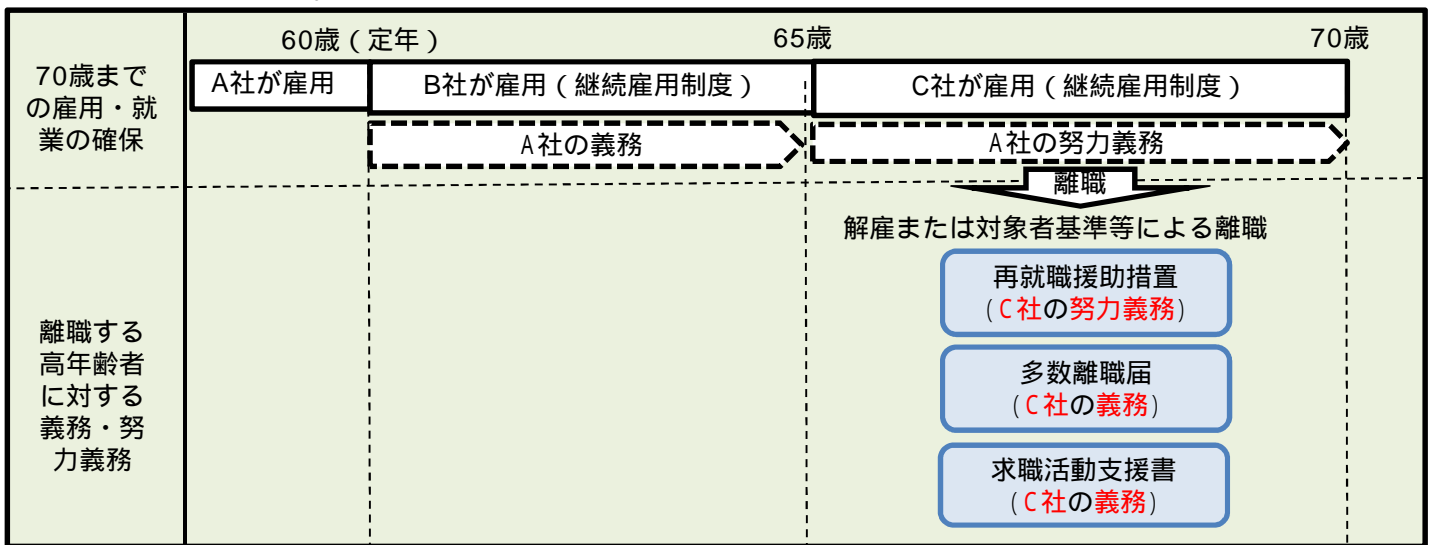 60歳(定年)
65歳
70歳
70歳まで
の雇用・就
業の確保
A社が雇用
B社が雇用(継続雇用制度)
C社が雇用(継続雇用制度)
A社の義務
A社の努力義務
離職
解雇または対象者基準等による離職
離職する
高年齢者
に対する
義務・努
力義務
再就職援助措置
(C社の努力義務)
多数離職届
(C社の義務)
求職活動支援書
(C社の義務)